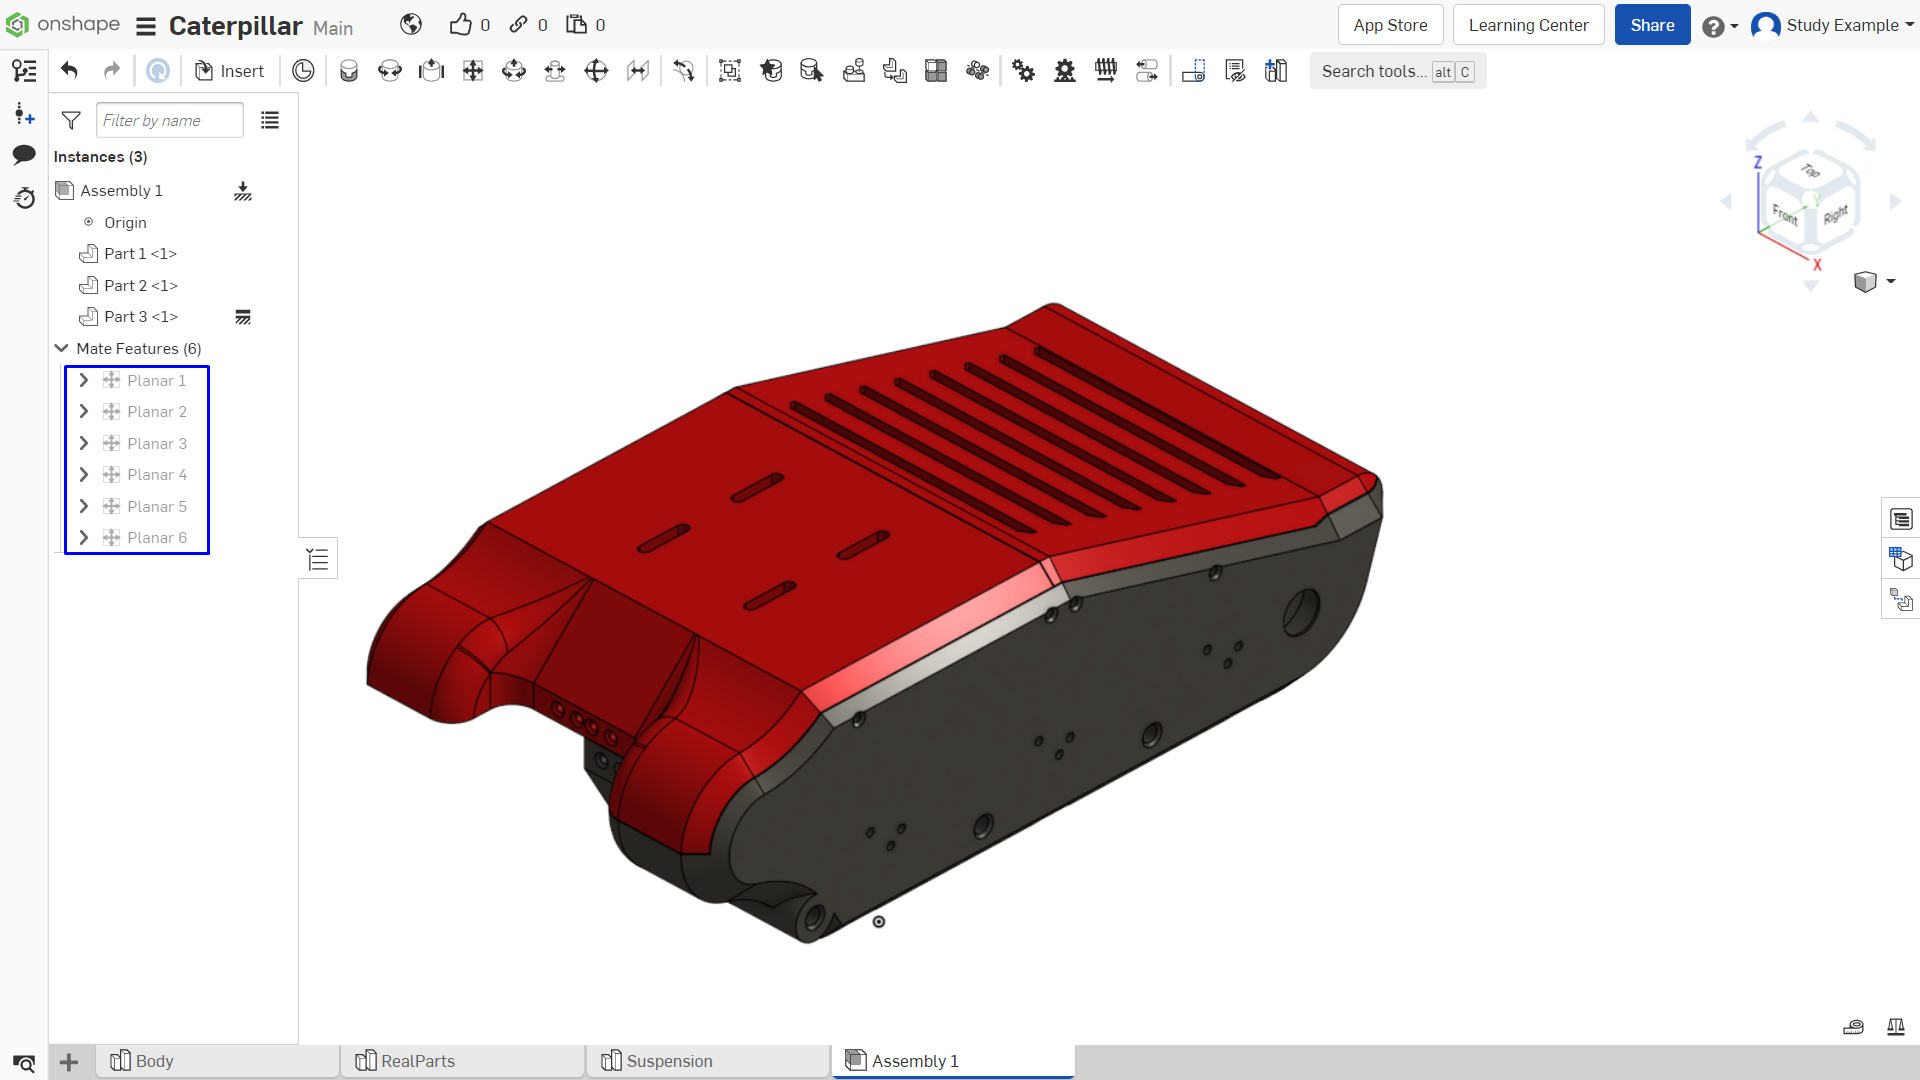 onshape Caterpillar Main 0 0 0 App Store Learning Center Share Study Example
Insert Search tools... alt C
Filter by name
Instances (3)
Assembly 1
Origin
Part 1 <1>
Part 2 <1>
Part 3 <1>
Mate Features (6)
Planar 1
Planar 2
Planar 3
Planar 4
Planar 5
Planar 6
Z
Top
Y
Front Right
X
Body RealParts Suspension Assembly 1